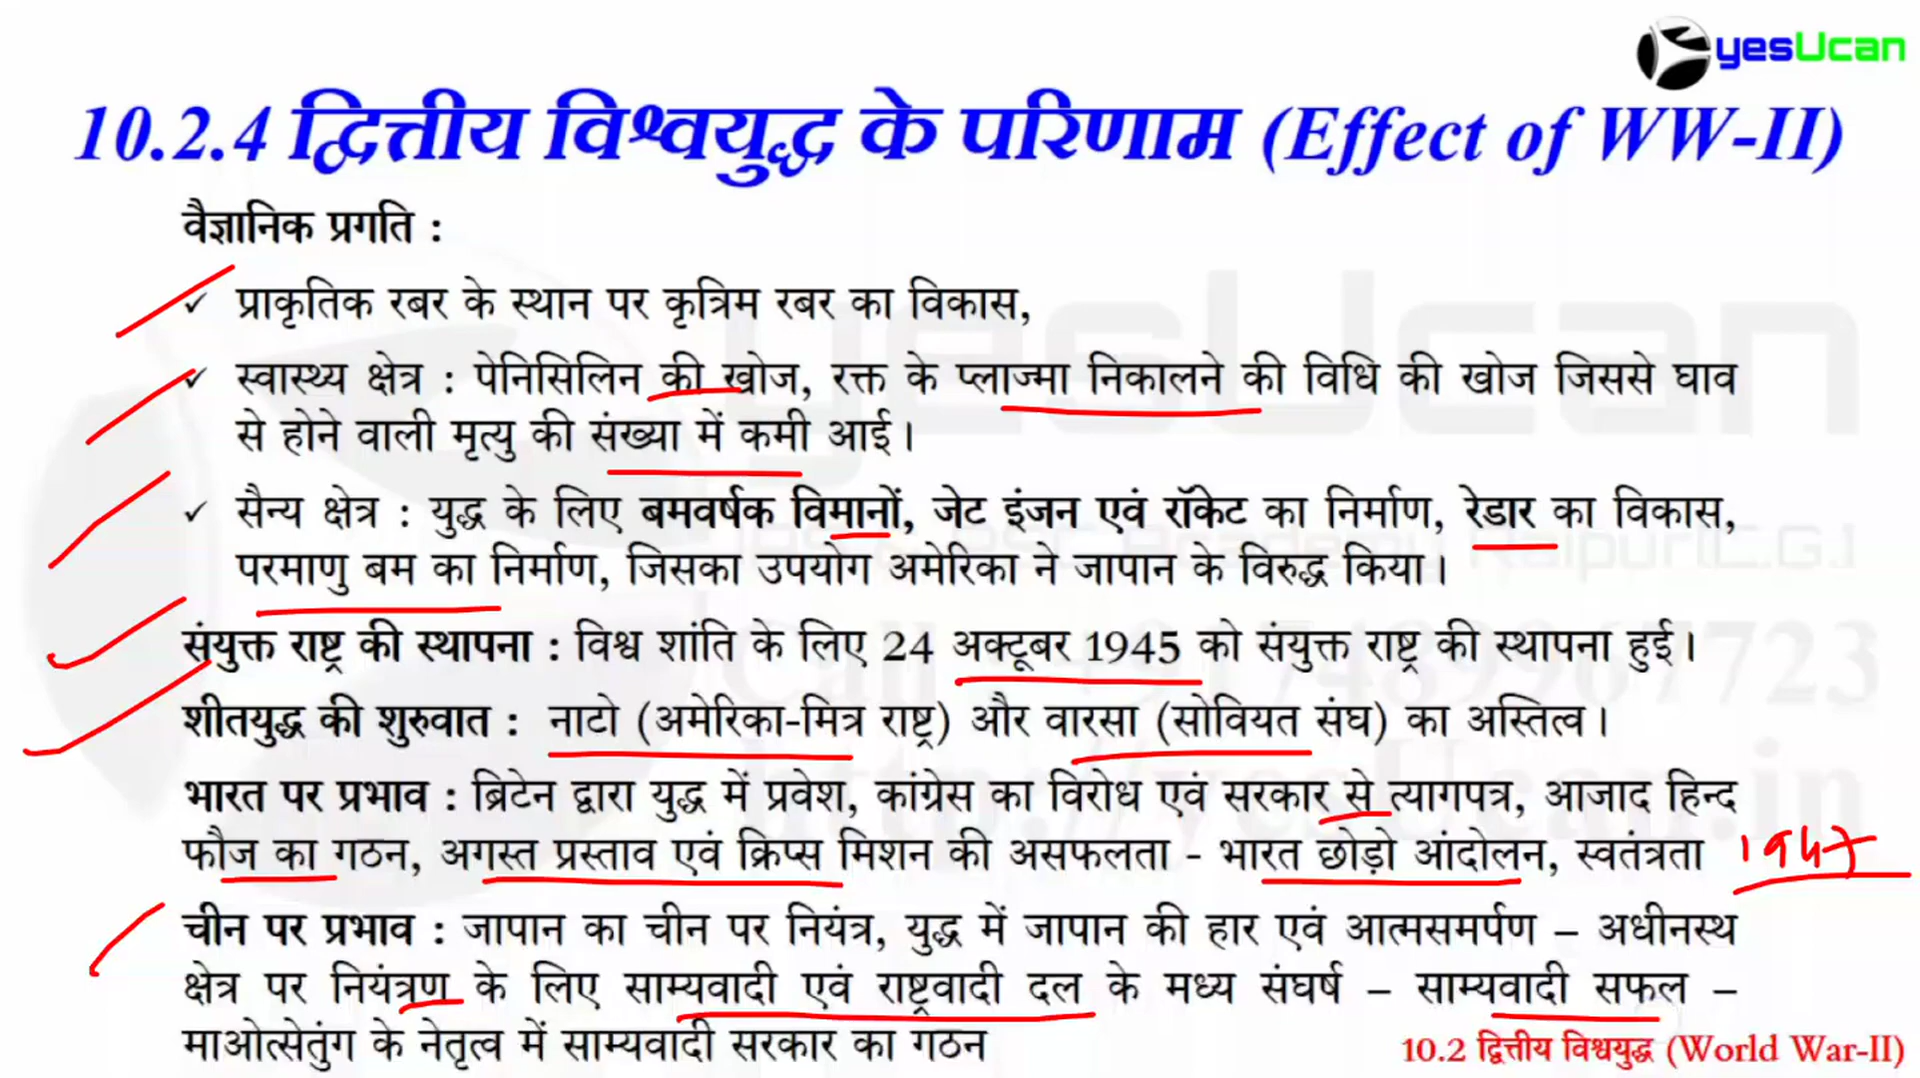 yesUcan
10.2.4 द्वित्तीय विश्वयुद्ध के परिणाम (Effect of WW-II)
वैज्ञानिक प्रगति :
✓ प्राकृतिक रबर के स्थान पर कृत्रिम रबर का विकास,
✓ स्वास्थ्य क्षेत्र : पेनिसिलिन की खोज, रक्त के प्लाज्मा निकालने की विधि की खोज जिससे घाव
से होने वाली मृत्यु की संख्या में कमी आई।
✓ सैन्य क्षेत्र : युद्ध के लिए बमवर्षक विमानों, जेट इंजन एवं रॉकेट का निर्माण, रेडार का विकास,
परमाणु बम का निर्माण, जिसका उपयोग अमेरिका ने जापान के विरुद्ध किया।
संयुक्त राष्ट्र की स्थापना : विश्व शांति के लिए 24 अक्टूबर 1945 को संयुक्त राष्ट्र की स्थापना हुई।
शीतयुद्ध की शुरुवात : नाटो (अमेरिका-मित्र राष्ट्र) और वारसा (सोवियत संघ) का अस्तित्व।
भारत पर प्रभाव : ब्रिटेन द्वारा युद्ध में प्रवेश, कांग्रेस का विरोध एवं सरकार से त्यागपत्र, आजाद हिन्द
फौज का गठन, अगस्त प्रस्ताव एवं क्रिप्स मिशन की असफलता - भारत छोड़ो आंदोलन, स्वतंत्रता 1947
चीन पर प्रभाव : जापान का चीन पर नियंत्र, युद्ध में जापान की हार एवं आत्मसमर्पण – अधीनस्थ
क्षेत्र पर नियंत्रण के लिए साम्यवादी एवं राष्ट्रवादी दल के मध्य संघर्ष – साम्यवादी सफल –
माओत्सेतुंग के नेतृत्व में साम्यवादी सरकार का गठन
10.2 द्वित्तीय विश्वयुद्ध (World War-II)